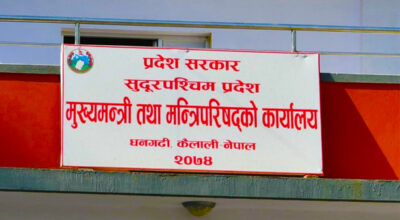 प्रदेश सरकार
सुदूरपश्चिम प्रदेश
मुख्यमन्त्री तथा मन्त्रिपरिषद्को कार्यालय
धनगढी, कैलाली-नेपाल
२०७४